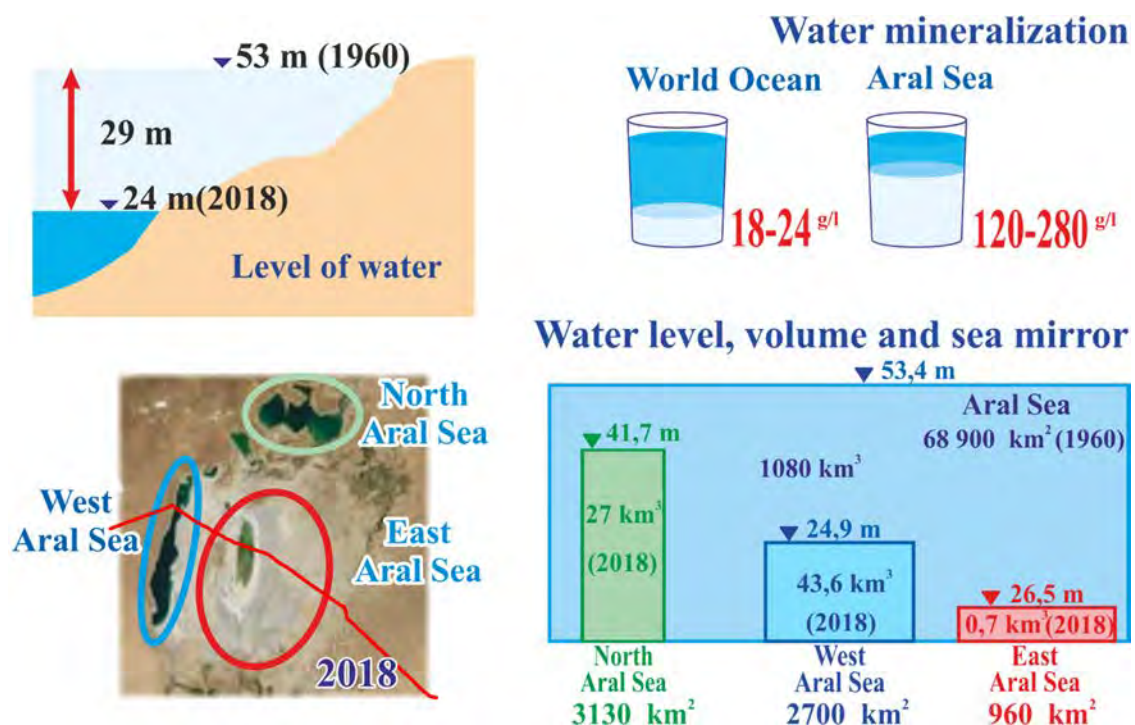 53 m (1960)
29 m
24 m(2018)
Level of water
Water mineralization
World Ocean
Aral Sea
18-24 g/l
120-280 g/l
North
Aral Sea
West
Aral Sea
East
Aral Sea
2018
Water level, volume and sea mirror
53,4 m
Aral Sea
68 900 km² (1960)
41,7 m
1080 km³
27 km³
(2018)
24,9 m
43,6 km³
(2018)
26,5 m
0,7 km³(2018)
North
Aral Sea
3130 km²
West
Aral Sea
2700 km²
East
Aral Sea
960 km²